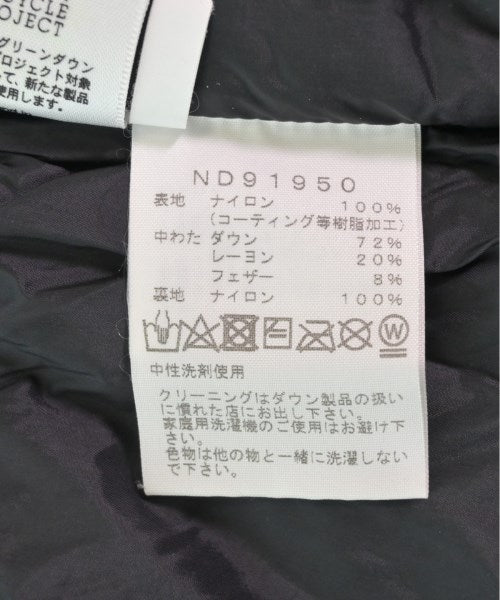 CYCLE
OJECT
グリーンダウン
プロジェクト対象
て、新たな製品
使用します。
ND91950
表地 ナイロン 100%
(コーティング等樹脂加工)
中わた ダウン 72%
レーヨン 20%
フェザー 8%
裏地 ナイロン 100%
W
中性洗剤使用
クリーニングはダウン製品の扱い
に慣れた店にお出し下さい。
家庭用洗濯機のご使用はお避け下
さい。
色物は他の物と一緒に洗濯しない
で下さい。